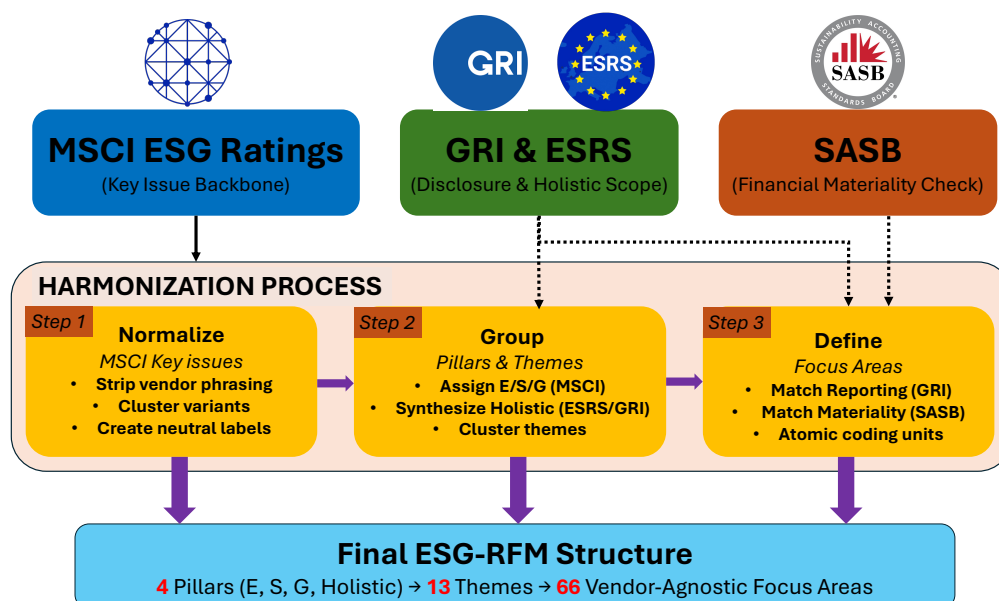 GRI
ESRS
SUSTAINABILITY ACCOUNTING
SASB
STANDARDS BOARD
®
MSCI ESG Ratings
(Key Issue Backbone)
GRI & ESRS
(Disclosure & Holistic Scope)
SASB
(Financial Materiality Check)
HARMONIZATION PROCESS
Step 1
Normalize
MSCI Key issues
• Strip vendor phrasing
• Cluster variants
• Create neutral labels
Step 2
Group
Pillars & Themes
• Assign E/S/G (MSCI)
• Synthesize Holistic (ESRS/GRI)
• Cluster themes
Step 3
Define
Focus Areas
• Match Reporting (GRI)
• Match Materiality (SASB)
• Atomic coding units
Final ESG-RFM Structure
4 Pillars (E, S, G, Holistic) → 13 Themes → 66 Vendor-Agnostic Focus Areas